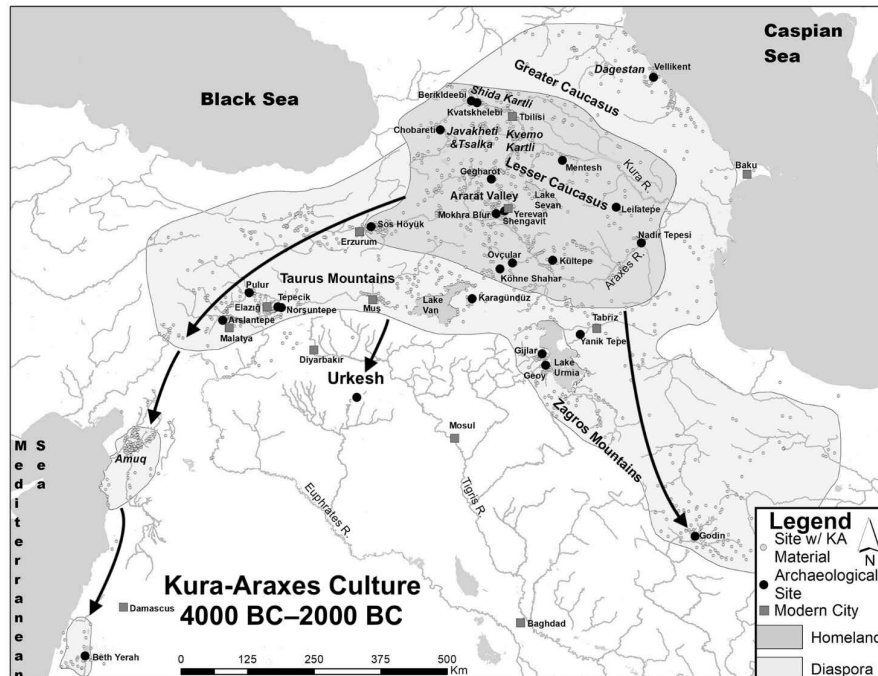 Black Sea
Caspian
Sea
Greater Caucasus
Dagestan
Vellikent
Berikldeebi
Shida Kartli
Kvatskhelebi
Tbilisi
Chobareti
Javakheti
&Tsalka
Kvemo
Kartli
Mentesh
Kura R.
Baku
Lesser Caucasus
Gegharot
Ararat Valley
Lake
Sevan
Leilatepe
Mokhra Blur
Yerevan
Shengavit
Sos Höyük
Erzurum
Nadir Tepesi
Ovçular
Kültepe
Köhne Shahar
Araxes R.
Taurus Mountains
Pulur
Tepecik
Elazığ
Norşuntepe
Arslantepe
Malatya
Muş
Lake
Van
Karagündüz
Tabriz
Yanik Tepe
Gijlar
Lake
Urmia
Geoy
Diyarbakır
Urkesh
Mosul
Zagros Mountains
Amuq
Euphrates R.
Tigris R.
Godin
Mediterranean
Sea
Kura-Araxes Culture
4000 BC–2000 BC
Damascus
Baghdad
Beth Yerah
0 125 250 375 500
Km
Legend
Site w/ KA
Material
Archaeological
Site
Modern City
Homeland
Diaspora
N